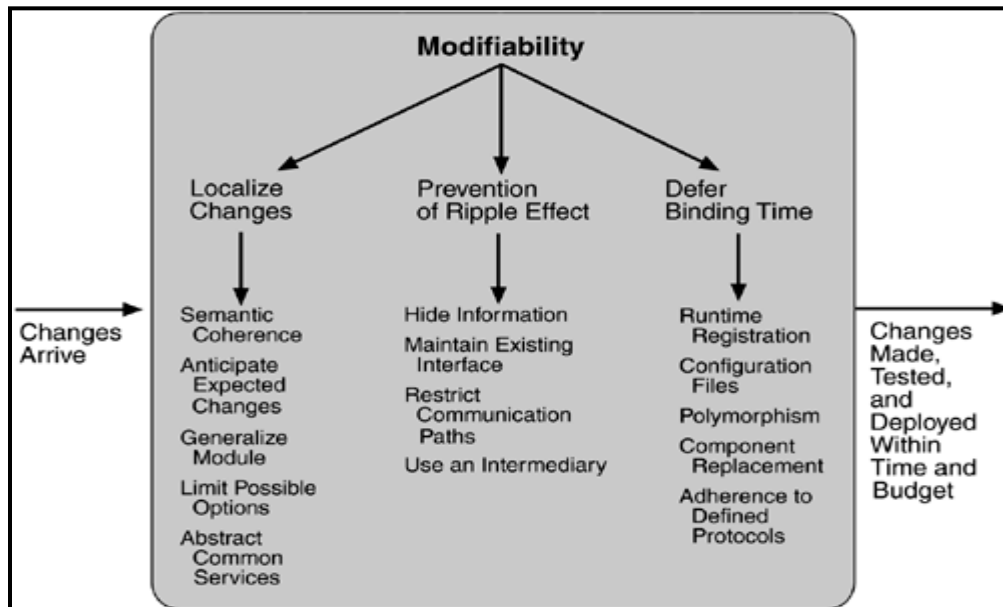 Modifiability
Localize
Changes
Prevention
of Ripple Effect
Defer
Binding Time
Changes
Arrive
Semantic
Coherence
Anticipate
Expected
Changes
Generalize
Module
Limit Possible
Options
Abstract
Common
Services
Hide Information
Maintain Existing
Interface
Restrict
Communication
Paths
Use an Intermediary
Runtime
Registration
Configuration
Files
Polymorphism
Component
Replacement
Adherence to
Defined
Protocols
Changes
Made,
Tested,
and
Deployed
Within
Time and
Budget